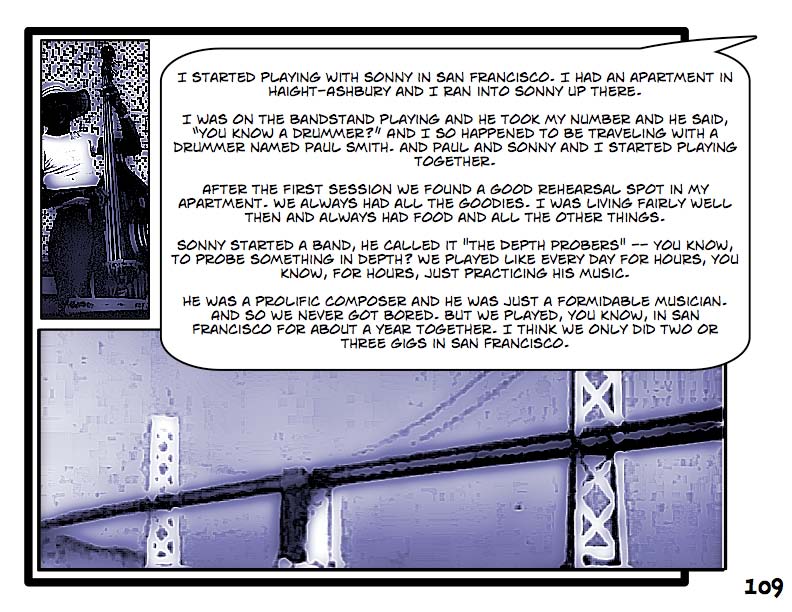 I STARTED PLAYING WITH SONNY IN SAN FRANCISCO. I HAD AN APARTMENT IN
HAIGHT-ASHBURY AND I RAN INTO SONNY UP THERE.
I WAS ON THE BANDSTAND PLAYING AND HE TOOK MY NUMBER AND HE SAID,
"YOU KNOW A DRUMMER?" AND I SO HAPPENED TO BE TRAVELING WITH A
DRUMMER NAMED PAUL SMITH. AND PAUL AND SONNY AND I STARTED PLAYING
TOGETHER.
AFTER THE FIRST SESSION WE FOUND A GOOD REHEARSAL SPOT IN MY
APARTMENT. WE ALWAYS HAD ALL THE GOODIES. I WAS LIVING FAIRLY WELL
THEN AND ALWAYS HAD FOOD AND ALL THE OTHER THINGS.
SONNY STARTED A BAND, HE CALLED IT "THE DEPTH PROBERS" -- YOU KNOW,
TO PROBE SOMETHING IN DEPTH? WE PLAYED LIKE EVERY DAY FOR HOURS, YOU
KNOW, FOR HOURS, JUST PRACTICING HIS MUSIC.
HE WAS A PROLIFIC COMPOSER AND HE WAS JUST A FORMIDABLE MUSICIAN.
AND SO WE NEVER GOT BORED. BUT WE PLAYED, YOU KNOW, IN SAN
FRANCISCO FOR ABOUT A YEAR TOGETHER. I THINK WE ONLY DID TWO OR
THREE GIGS IN SAN FRANCISCO.
109